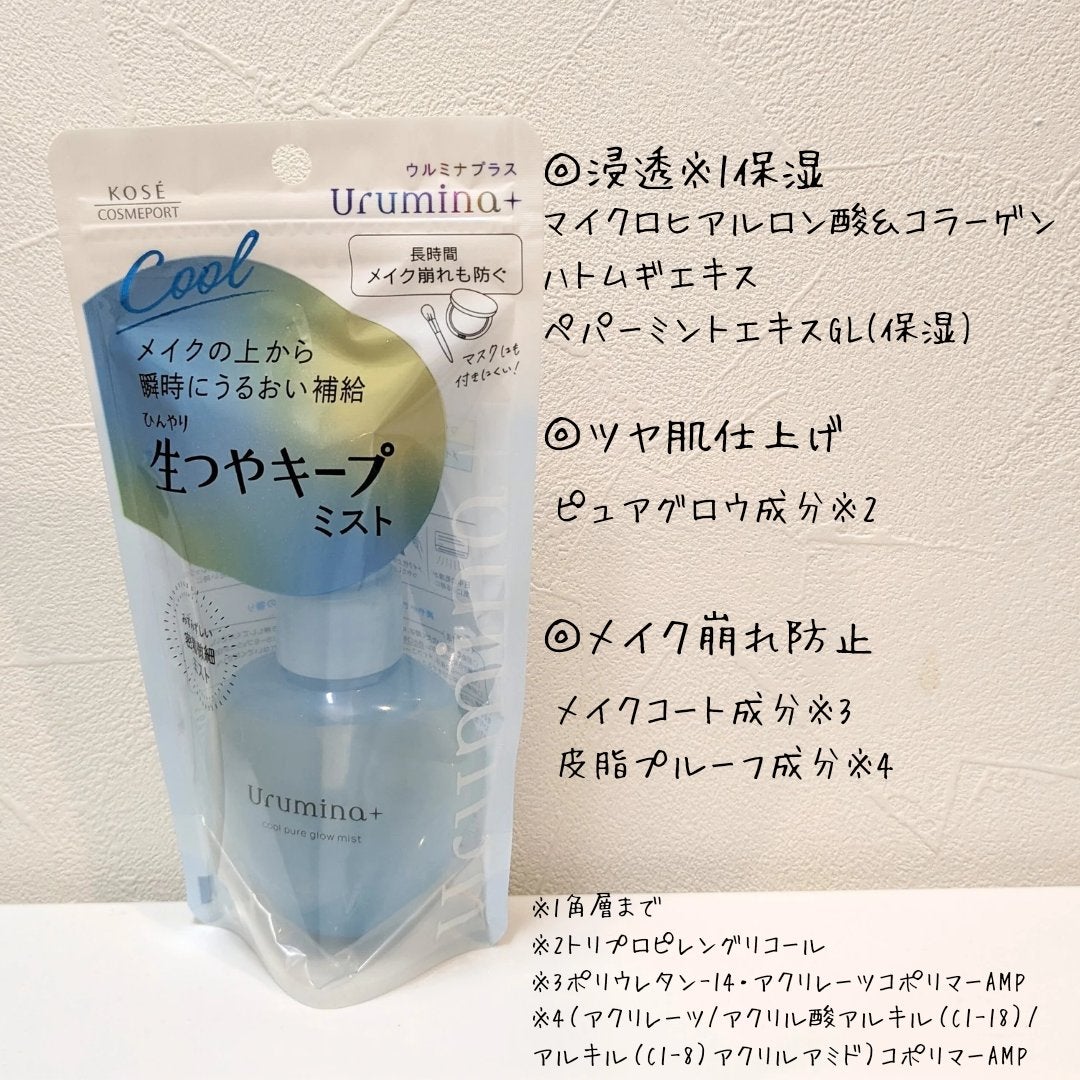 KOSÉ
COSMEPORT
ウルミナプラス
Urumina+
長時間
メイク崩れも防ぐ
マスクにも
付きにくい!
Cool
メイクの上から
瞬時にうるおい補給
ひんやり
生つやキープ
ミスト
みずみずしい
ミスト
Urumina+
cool pure glow mist
Urumina
◎浸透※1保湿
マイクロヒアルロン酸&コラーゲン
ハトムギエキス
ペパーミントエキスGL(保湿)
◎ツヤ肌仕上げ
ピュアグロウ成分※2
◎メイク崩れ防止
メイクコート成分※3
皮脂プルーフ成分※4
※1角層まで
※2トリプロピレングリコール
※3ポリウレタン-14・アクリレーツコポリマーAMP
※4(アクリレーツ/アクリル酸アルキル(C1-18)/
アルキル(C1-8)アクリルアミド)コポリマーAMP